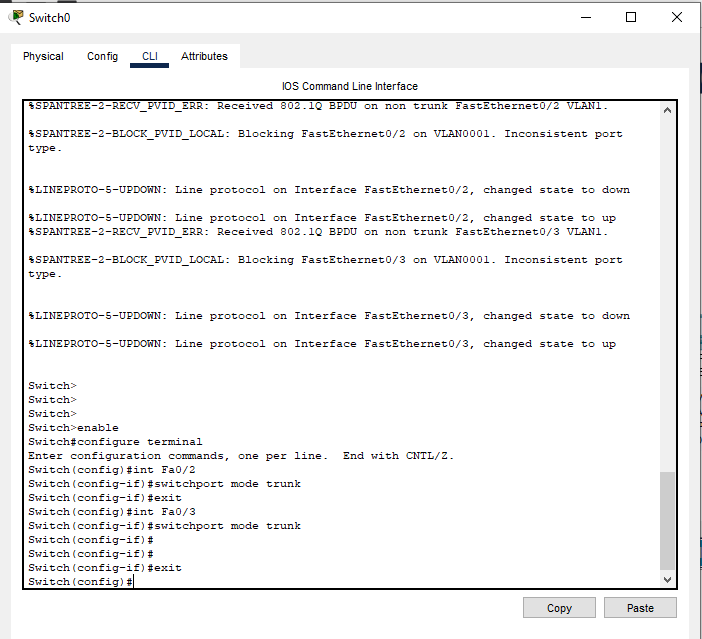 Switch0
Physical Config CLI Attributes
IOS Command Line Interface
%SPANTREE-2-RECV_PVID_ERR: Received 802.1Q BPDU on non trunk FastEthernet0/2 VLAN1.
%SPANTREE-2-BLOCK_PVID_LOCAL: Blocking FastEthernet0/2 on VLAN0001. Inconsistent port
type.
%LINEPROTO-5-UPDOWN: Line protocol on Interface FastEthernet0/2, changed state to down
%LINEPROTO-5-UPDOWN: Line protocol on Interface FastEthernet0/2, changed state to up
%SPANTREE-2-RECV_PVID_ERR: Received 802.1Q BPDU on non trunk FastEthernet0/3 VLAN1.
%SPANTREE-2-BLOCK_PVID_LOCAL: Blocking FastEthernet0/3 on VLAN0001. Inconsistent port
type.
%LINEPROTO-5-UPDOWN: Line protocol on Interface FastEthernet0/3, changed state to down
%LINEPROTO-5-UPDOWN: Line protocol on Interface FastEthernet0/3, changed state to up
Switch>
Switch>
Switch>
Switch>enable
Switch#configure terminal
Enter configuration commands, one per line.  End with CNTL/Z.
Switch(config)#int Fa0/2
Switch(config-if)#switchport mode trunk
Switch(config-if)#exit
Switch(config)#int Fa0/3
Switch(config-if)#switchport mode trunk
Switch(config-if)#
Switch(config-if)#
Switch(config-if)#exit
Switch(config)#
Copy Paste